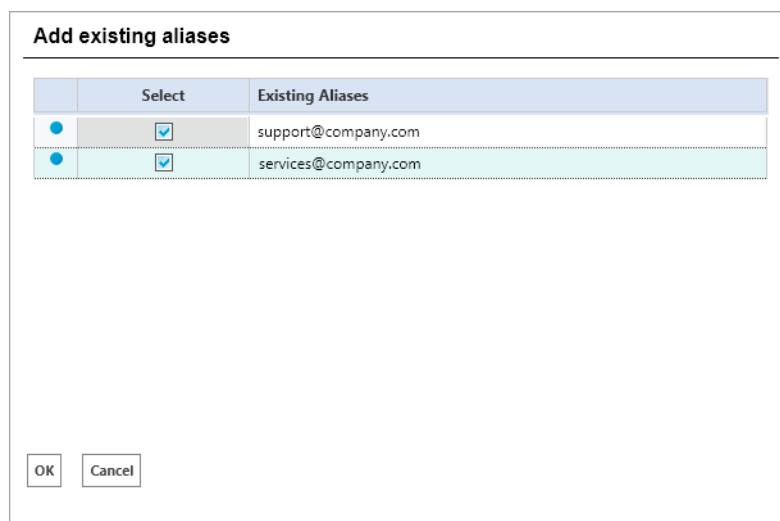 Add existing aliases
Select Existing Aliases
support@company.com
services@company.com
OK Cancel